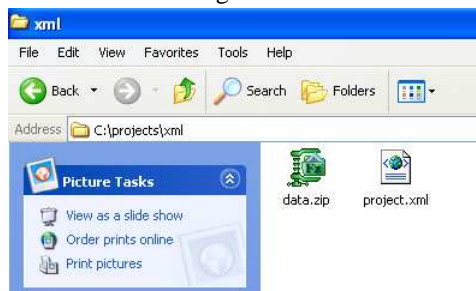 xml
File Edit View Favorites Tools Help
Back Search Folders
Address C:\projects\xml
Picture Tasks
View as a slide show
Order prints online
Print pictures
data.zip project.xml